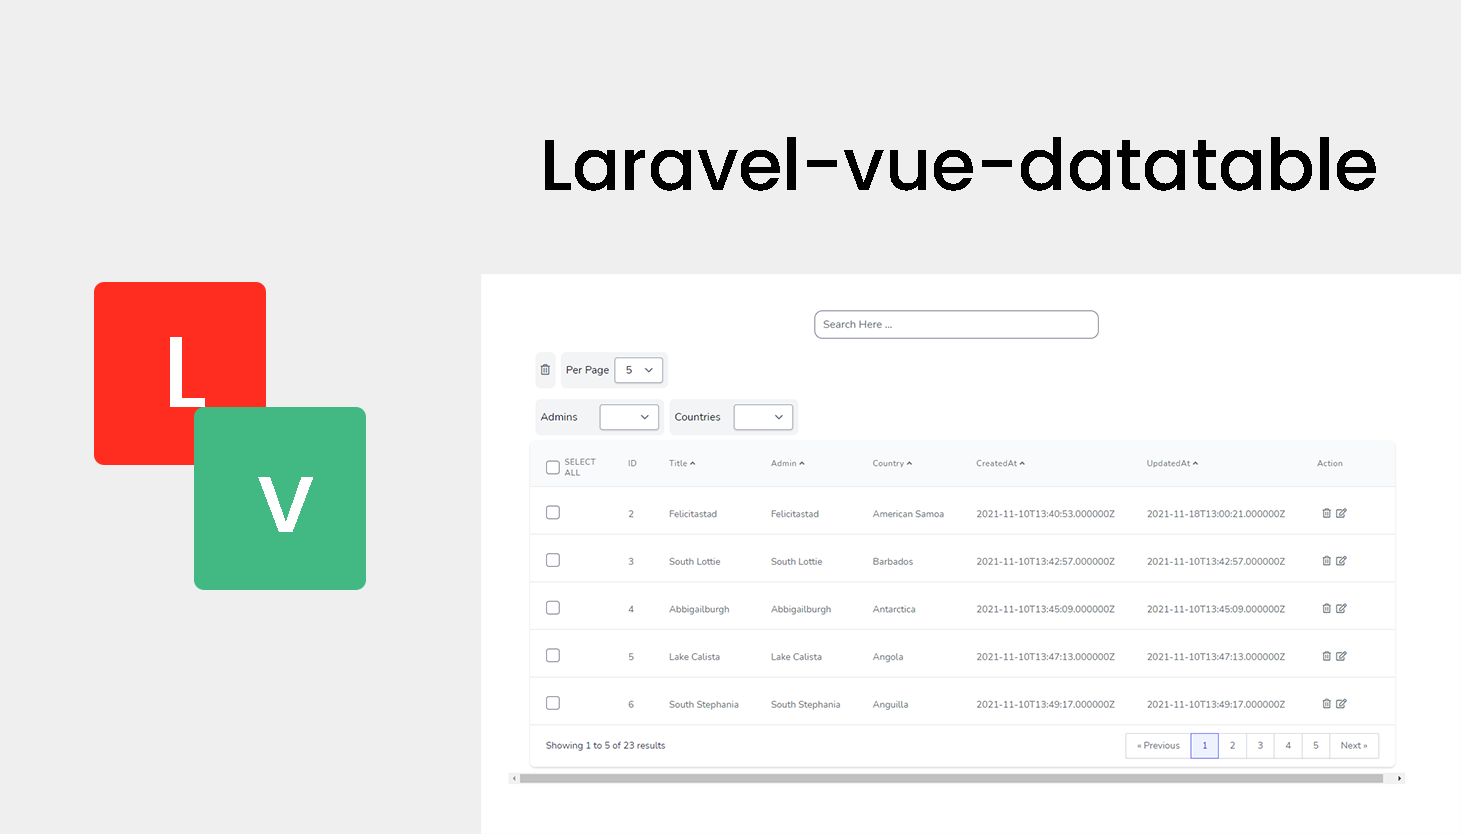 Laravel-vue-datatable
L
V
Search Here ...
Per Page 5
Admins Countries
SELECT ALL ID Title Admin Country CreatedAt UpdatedAt Action
2 Felicitastad Felicitastad American Samoa 2021-11-10T13:40:53.000000Z 2021-11-18T13:00:21.000000Z
3 South Lottie South Lottie Barbados 2021-11-10T13:42:57.000000Z 2021-11-10T13:42:57.000000Z
4 Abbigailburgh Abbigailburgh Antarctica 2021-11-10T13:45:09.000000Z 2021-11-10T13:45:09.000000Z
5 Lake Calista Lake Calista Angola 2021-11-10T13:47:13.000000Z 2021-11-10T13:47:13.000000Z
6 South Stephania South Stephania Anguilla 2021-11-10T13:49:17.000000Z 2021-11-10T13:49:17.000000Z
Showing 1 to 5 of 23 results « Previous 1 2 3 4 5 Next »